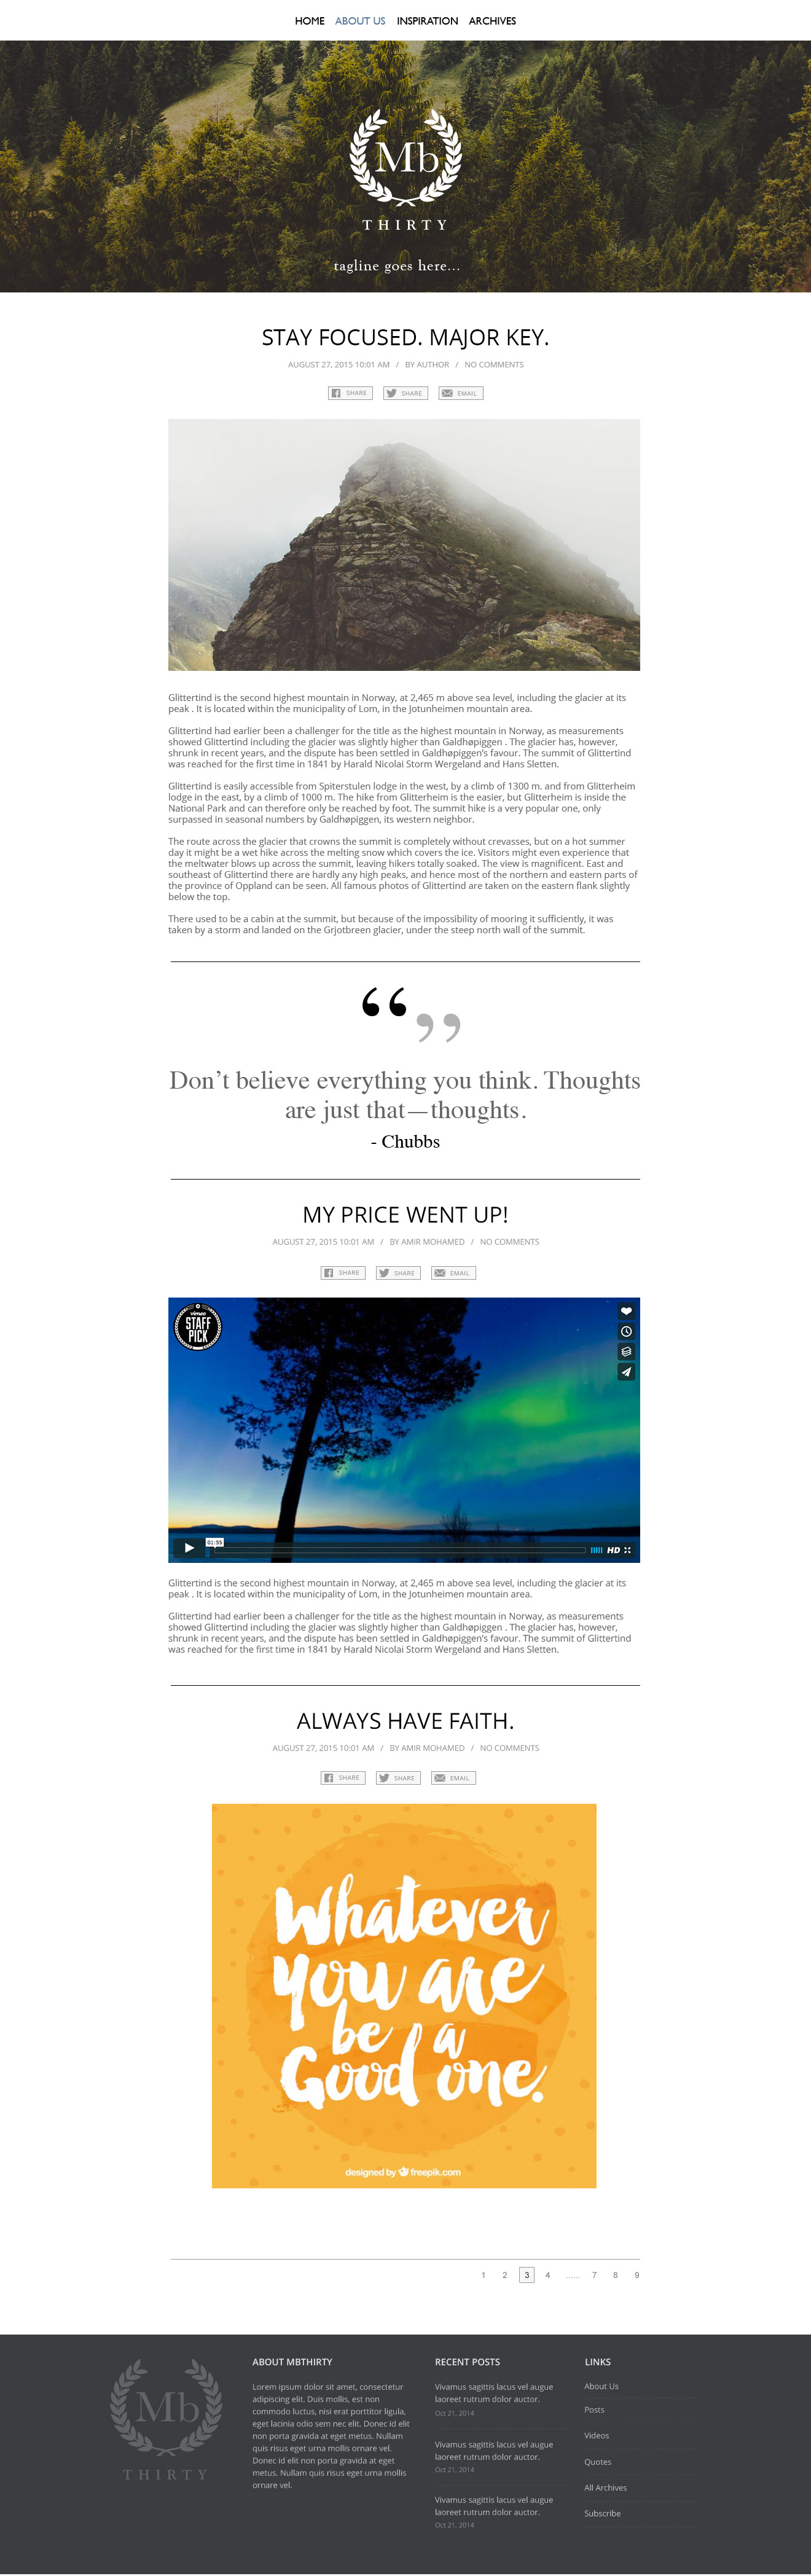 HOME ABOUT US INSPIRATION ARCHIVES
Mb
THIRTY
tagline goes here...
STAY FOCUSED. MAJOR KEY.
AUGUST 27, 2015 10:01 AM / BY AUTHOR / NO COMMENTS
SHARE SHARE EMAIL
Glittertind is the second highest mountain in Norway, at 2,465 m above sea level, including the glacier at its
peak . It is located within the municipality of Lom, in the Jotunheimen mountain area.
Glittertind had earlier been a challenger for the title as the highest mountain in Norway, as measurements
showed Glittertind including the glacier was slightly higher than Galdhøpiggen . The glacier has, however,
shrunk in recent years, and the dispute has been settled in Galdhøpiggen's favour. The summit of Glittertind
was reached for the first time in 1841 by Harald Nicolai Storm Wergeland and Hans Sletten.
Glittertind is easily accessible from Spiterstulen lodge in the west, by a climb of 1300 m. and from Glitterheim
lodge in the east, by a climb of 1000 m. The hike from Glitterheim is the easier, but Glitterheim is inside the
National Park and can therefore only be reached by foot. The summit hike is a very popular one, only
surpassed in seasonal numbers by Galdhøpiggen, its western neighbor.
The route across the glacier that crowns the summit is completely without crevasses, but on a hot summer
day it might be a wet hike across the melting snow which covers the ice. Visitors might even experience that
the meltwater blows up across the summit, leaving hikers totally soaked. The view is magnificent. East and
southeast of Glittertind there are hardly any high peaks, and hence most of the northern and eastern parts of
the province of Oppland can be seen. All famous photos of Glittertind are taken on the eastern flank slightly
below the top.
There used to be a cabin at the summit, but because of the impossibility of mooring it sufficiently, it was
taken by a storm and landed on the Grjotbreen glacier, under the steep north wall of the summit.
“ ”
Don’t believe everything you think. Thoughts
are just that—thoughts.
- Chubbs
MY PRICE WENT UP!
AUGUST 27, 2015 10:01 AM / BY AMIR MOHAMED / NO COMMENTS
SHARE SHARE EMAIL
vimeo
STAFF
PICK
01:55
HD
Glittertind is the second highest mountain in Norway, at 2,465 m above sea level, including the glacier at its
peak . It is located within the municipality of Lom, in the Jotunheimen mountain area.
Glittertind had earlier been a challenger for the title as the highest mountain in Norway, as measurements
showed Glittertind including the glacier was slightly higher than Galdhøpiggen . The glacier has, however,
shrunk in recent years, and the dispute has been settled in Galdhøpiggen's favour. The summit of Glittertind
was reached for the first time in 1841 by Harald Nicolai Storm Wergeland and Hans Sletten.
ALWAYS HAVE FAITH.
AUGUST 27, 2015 10:01 AM / BY AMIR MOHAMED / NO COMMENTS
SHARE SHARE EMAIL
Whatever
you are
be a
Good one.
designed by freepik.com
1 2 3 4 ...... 7 8 9
Mb
THIRTY
ABOUT MBTHIRTY
Lorem ipsum dolor sit amet, consectetur
adipiscing elit. Duis mollis, est non
commodo luctus, nisi erat porttitor ligula,
eget lacinia odio sem nec elit. Donec id elit
non porta gravida at eget metus. Nullam
quis risus eget urna mollis ornare vel.
Donec id elit non porta gravida at eget
metus. Nullam quis risus eget urna mollis
ornare vel.
RECENT POSTS
Vivamus sagittis lacus vel augue
laoreet rutrum dolor auctor.
Oct 21, 2014
Vivamus sagittis lacus vel augue
laoreet rutrum dolor auctor.
Oct 21, 2014
Vivamus sagittis lacus vel augue
laoreet rutrum dolor auctor.
Oct 21, 2014
LINKS
About Us
Posts
Videos
Quotes
All Archives
Subscribe